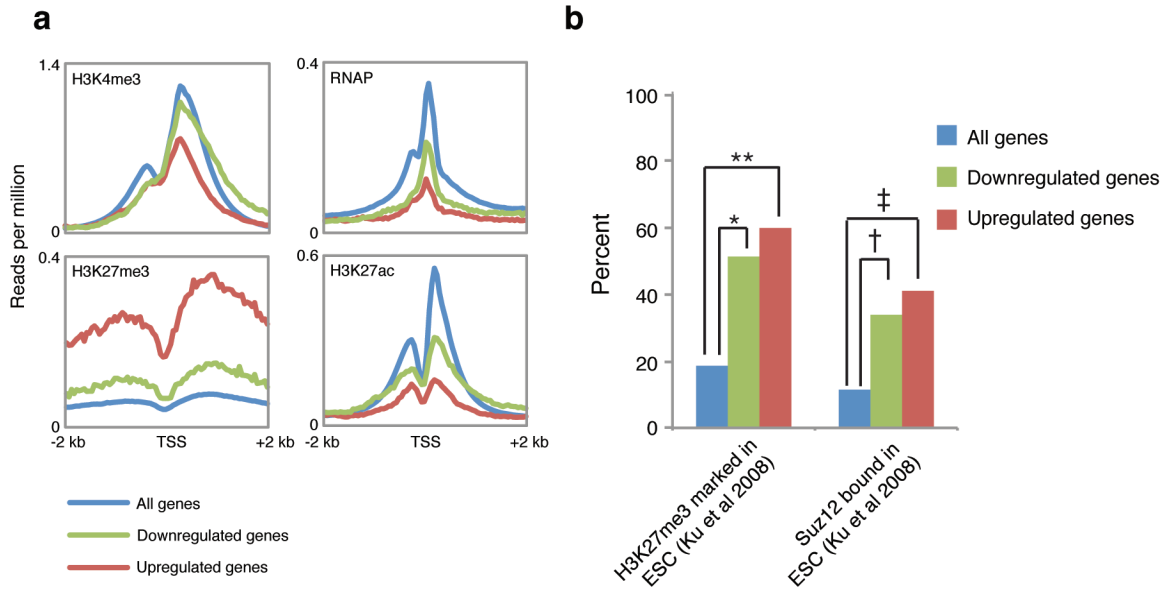 a
Reads per million
H3K4me3
1.4
0
RNAP
0.4
0
H3K27me3
0.4
0
-2 kb TSS +2 kb
H3K27ac
0.6
0
-2 kb TSS +2 kb
All genes
Downregulated genes
Upregulated genes
b
Percent
100
80
60
40
20
0
**
*
‡
†
All genes
Downregulated genes
Upregulated genes
H3K27me3 marked in
ESC (Ku et al 2008)
Suz12 bound in
ESC (Ku et al 2008)